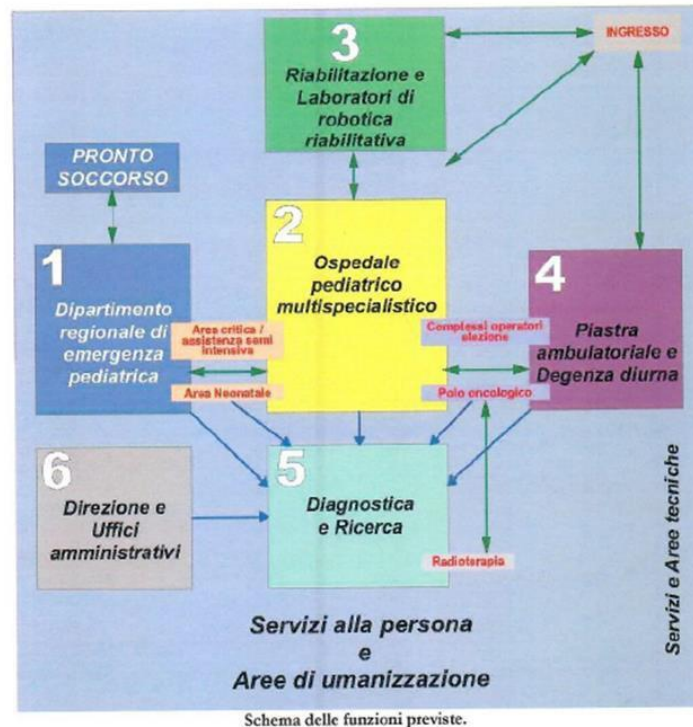 3
Riabilitazione e
Laboratori di
robotica
riabilitativa
INGRESSO
PRONTO
SOCCORSO
1
Dipartimento
regionale di
emergenza
pediatrica
Area critica /
assistenza semi
intensiva
Area Neonatale
2
Ospedale
pediatrico
multispecialistico
Complessi operatori
elezione
Polo oncologico
4
Piastra
ambulatoriale e
Degenza diurna
6
Direzione e
Uffici
amministrativi
5
Diagnostica
e Ricerca
Radioterapia
Servizi e Aree tecniche
Servizi alla persona
e
Aree di umanizzazione
Schema delle funzioni previste.